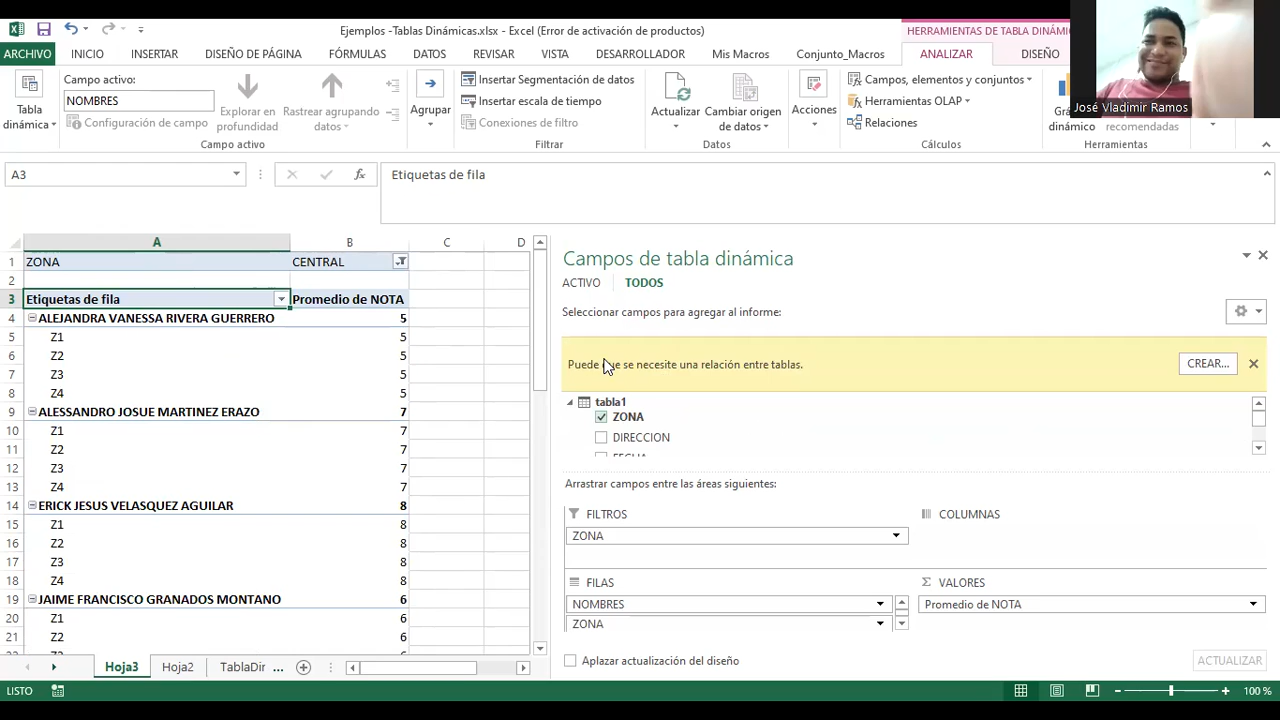 Ejemplos -Tablas Dinámicas.xlsx - Excel (Error de activación de productos)
HERRAMIENTAS DE TABLA
ARCHIVO INICIO INSERTAR DISEÑO DE PÁGINA FÓRMULAS DATOS REVISAR VISTA DESARROLLADOR Mis Macros Conjunto_Macros ANALIZAR DISEÑO
José Vladimir Ramos
Tabla dinámica
Campo activo:
NOMBRES
Configuración de campo
Explorar en profundidad
Rastrear agrupando datos
Campo activo
Agrupar
Insertar Segmentación de datos
Insertar escala de tiempo
Conexiones de filtro
Filtrar
Actualizar
Cambiar origen de datos
Datos
Acciones
Campos, elementos y conjuntos
Herramientas OLAP
Relaciones
Cálculos
dinámico
recomendadas
Herramientas
A3
fx
Etiquetas de fila
A B C D
1 ZONA CENTRAL
2
3 Etiquetas de fila Promedio de NOTA
4 ALEJANDRA VANESSA RIVERA GUERRERO 5
5 Z1 5
6 Z2 5
7 Z3 5
8 Z4 5
9 ALESSANDRO JOSUE MARTINEZ ERAZO 7
10 Z1 7
11 Z2 7
12 Z3 7
13 Z4 7
14 ERICK JESUS VELASQUEZ AGUILAR 8
15 Z1 8
16 Z2 8
17 Z3 8
18 Z4 8
19 JAIME FRANCISCO GRANADOS MONTANO 6
20 Z1 6
21 Z2 6
Campos de tabla dinámica
ACTIVO TODOS
Seleccionar campos para agregar al informe:
Puede que se necesite una relación entre tablas. CREAR...
tabla1
ZONA
DIRECCION
Arrastrar campos entre las áreas siguientes:
FILTROS
ZONA
COLUMNAS
FILAS
NOMBRES
ZONA
VALORES
Promedio de NOTA
Aplazar actualización del diseño ACTUALIZAR
Hoja3 Hoja2 TablaDir ...
LISTO 100 %